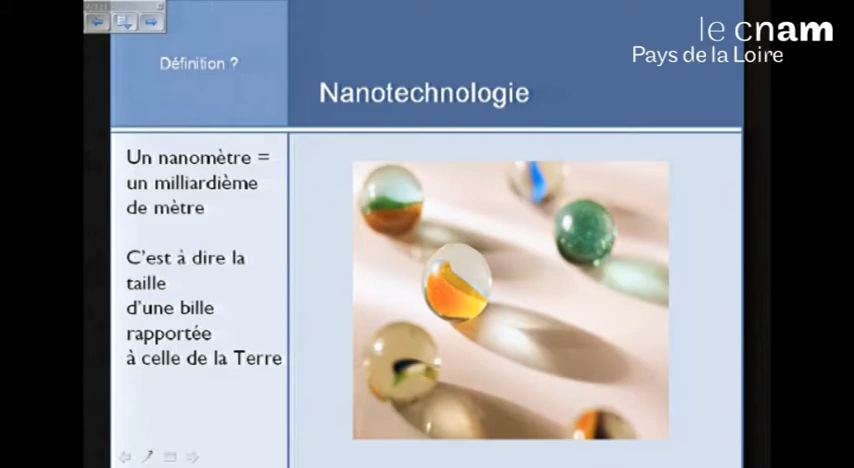 le cnam
Pays de la Loire
Définition ?
Nanotechnologie
Un nanomètre =
un milliardième
de mètre
C'est à dire la
taille
d'une bille
rapportée
à celle de la Terre